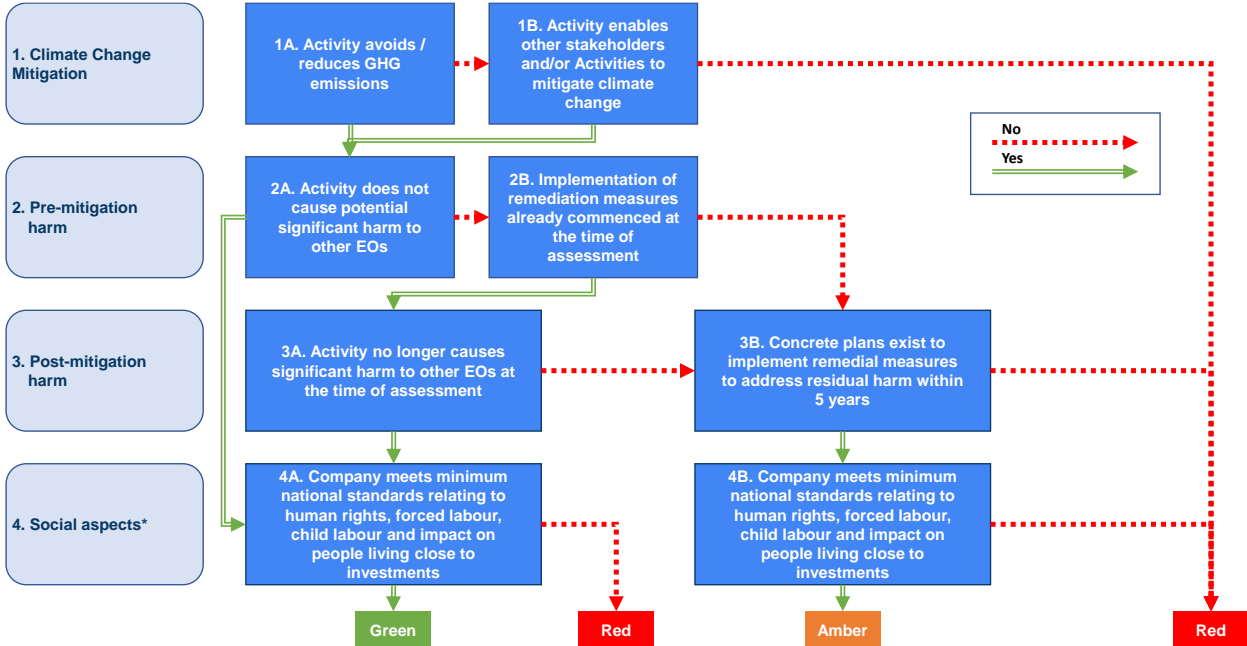 1. Climate Change
Mitigation
1A. Activity avoids /
reduces GHG
emissions
1B. Activity enables
other stakeholders
and/or Activities to
mitigate climate
change
No
Yes
2. Pre-mitigation
harm
2A. Activity does not
cause potential
significant harm to
other EOs
2B. Implementation of
remediation measures
already commenced at
the time of
assessment
3. Post-mitigation
harm
3A. Activity no longer causes
significant harm to other EOs at
the time of assessment
3B. Concrete plans exist to
implement remedial measures
to address residual harm within
5 years
4. Social aspects*
4A. Company meets minimum
national standards relating to
human rights, forced labour,
child labour and impact on
people living close to
investments
4B. Company meets minimum
national standards relating to
human rights, forced labour,
child labour and impact on
people living close to
investments
Green
Red
Amber
Red